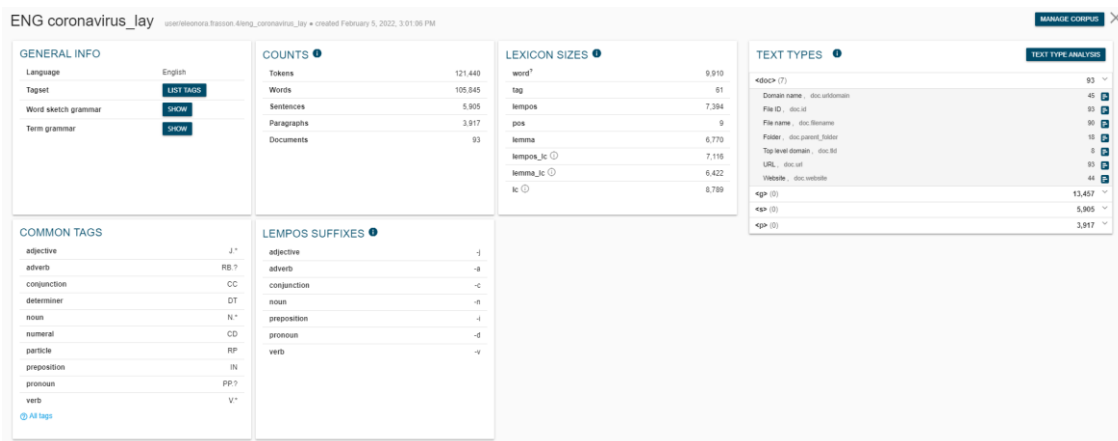 ENG coronavirus_lay user/eleonora.frasson.4/eng_coronavirus_lay • created February 5, 2022, 3:01:06 PM
MANAGE CORPUS
GENERAL INFO
Language English
Tagset LIST TAGS
Word sketch grammar SHOW
Term grammar SHOW
COUNTS
Tokens 121,440
Words 105,845
Sentences 5,905
Paragraphs 3,917
Documents 93
LEXICON SIZES
word? 9,910
tag 61
lempos 7,394
pos 9
lemma 6,770
lempos_lc 7,116
lemma_lc 6,422
lc 8,789
TEXT TYPES TEXT TYPE ANALYSIS
<doc> (7) 93
Domain name , doc.urldomain 45
File ID , doc.id 93
File name , doc.filename 90
Folder , doc.parent_folder 18
Top level domain , doc.tld 8
URL , doc.url 93
Website , doc.website 44
<g> (0) 13,457
<s> (0) 5,905
<p> (0) 3,917
COMMON TAGS
adjective J.*
adverb RB.?
conjunction CC
determiner DT
noun N.*
numeral CD
particle RP
preposition IN
pronoun PP.?
verb V.*
All tags
LEMPOS SUFFIXES
adjective -j
adverb -a
conjunction -c
noun -n
preposition -i
pronoun -d
verb -v